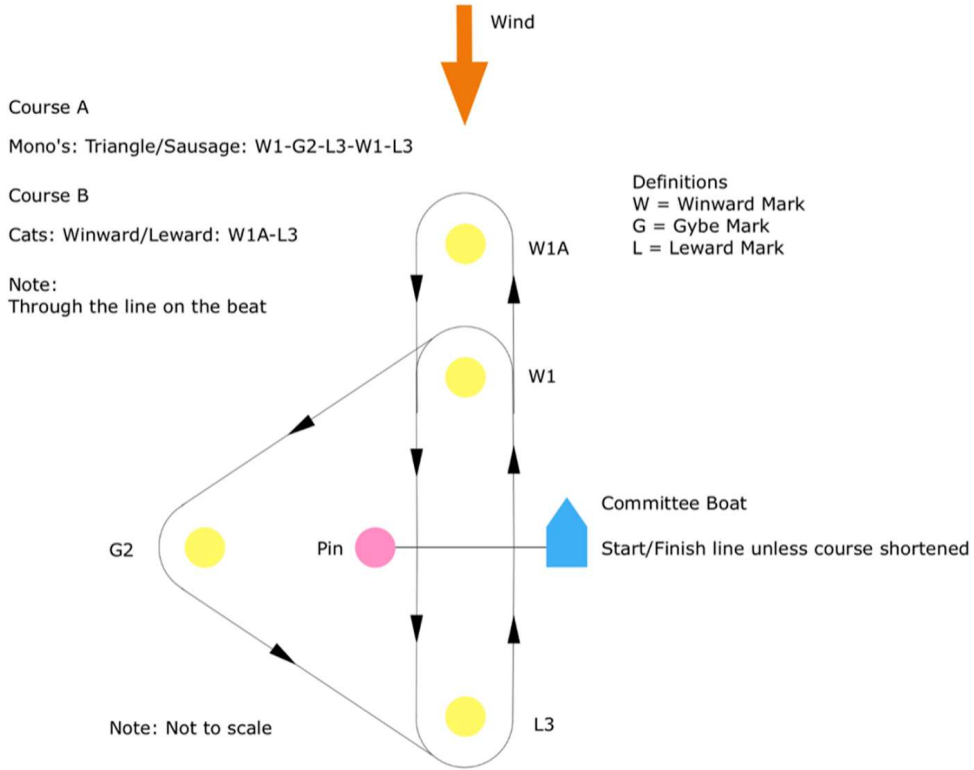 Wind
Course A
Mono's: Triangle/Sausage: W1-G2-L3-W1-L3
Course B
Cats: Winward/Leward: W1A-L3
Note:
Through the line on the beat
Definitions
W = Winward Mark
G = Gybe Mark
L = Leward Mark
W1A
W1
Committee Boat
G2
Pin
Start/Finish line unless course shortened
Note: Not to scale
L3